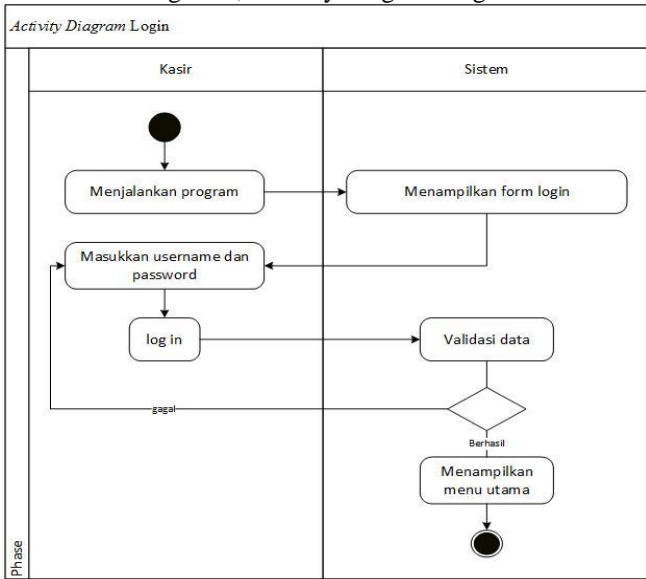 Activity Diagram Login
Kasir
Sistem
Menjalankan program
Menampilkan form login
Masukkan username dan
password
log in
Validasi data
gagal
Berhasil
Menampilkan
menu utama
Phase